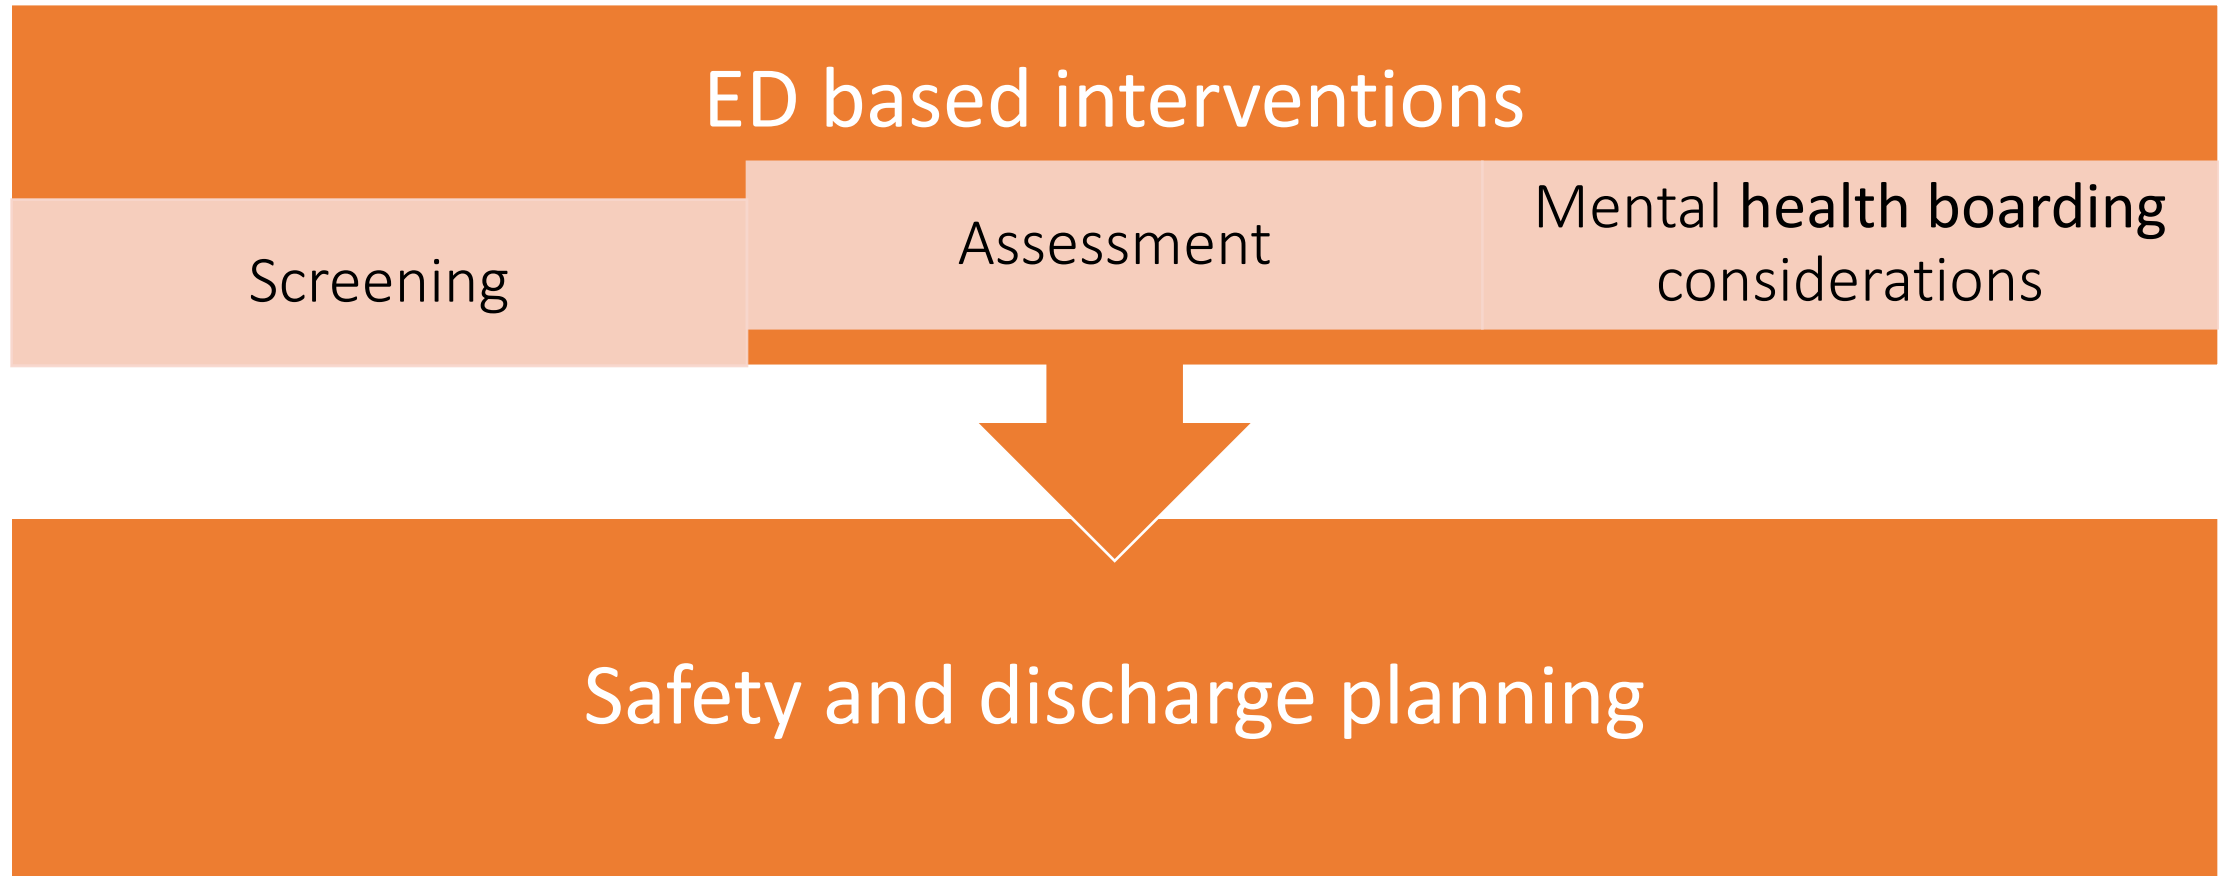 ED based interventions
Screening
Assessment
Mental health boarding
considerations
Safety and discharge planning